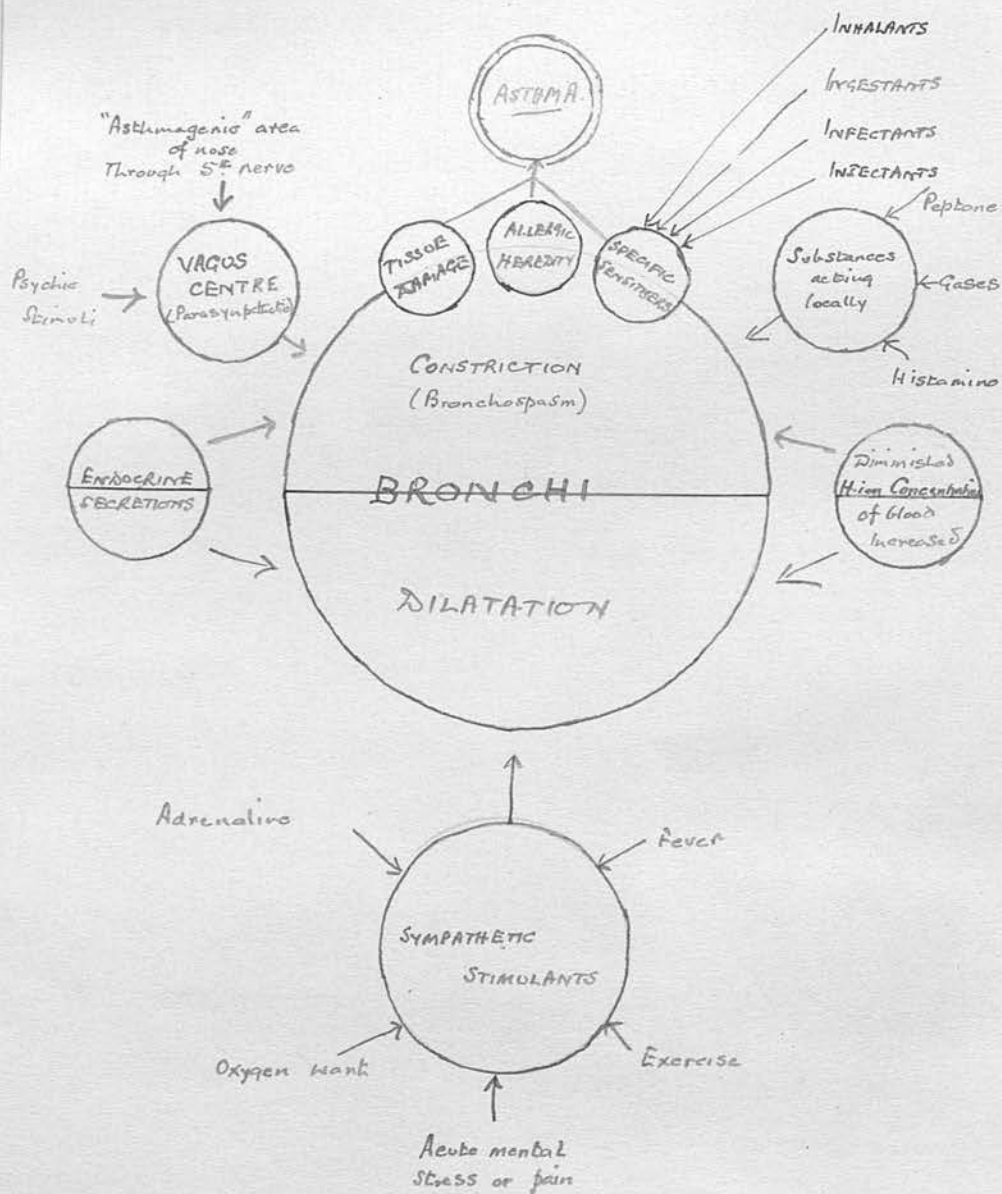 INHALANTS
ASTHMA.
INGESTANTS
"Asthmagenic" area
of nose
Through 5th nerve
INFECTANTS
INJECTANTS
Peptone
TISSUE
DAMAGE
ALLERGIC
HEREDITY
SPECIFIC
SENSITISERS
VAGUS
CENTRE
(Parasympathetic)
Psychic
Stimuli
Substances
acting
locally
Gases
Histamine
CONSTRICTION
(Bronchospasm)
ENDOCRINE
SECRETIONS
BRONCHI
Diminished
H-ion Concentration
of blood
Increased
DILATATION
Adrenaline
Fever
SYMPATHETIC
STIMULANTS
Oxygen want
Exercise
Acute mental
Stress or pain